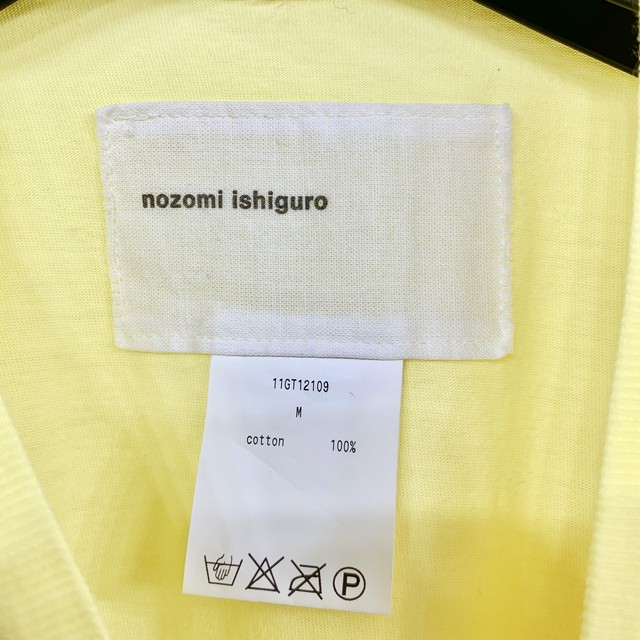 nozomi ishiguro
11GT12109
M
cotton 100%
P